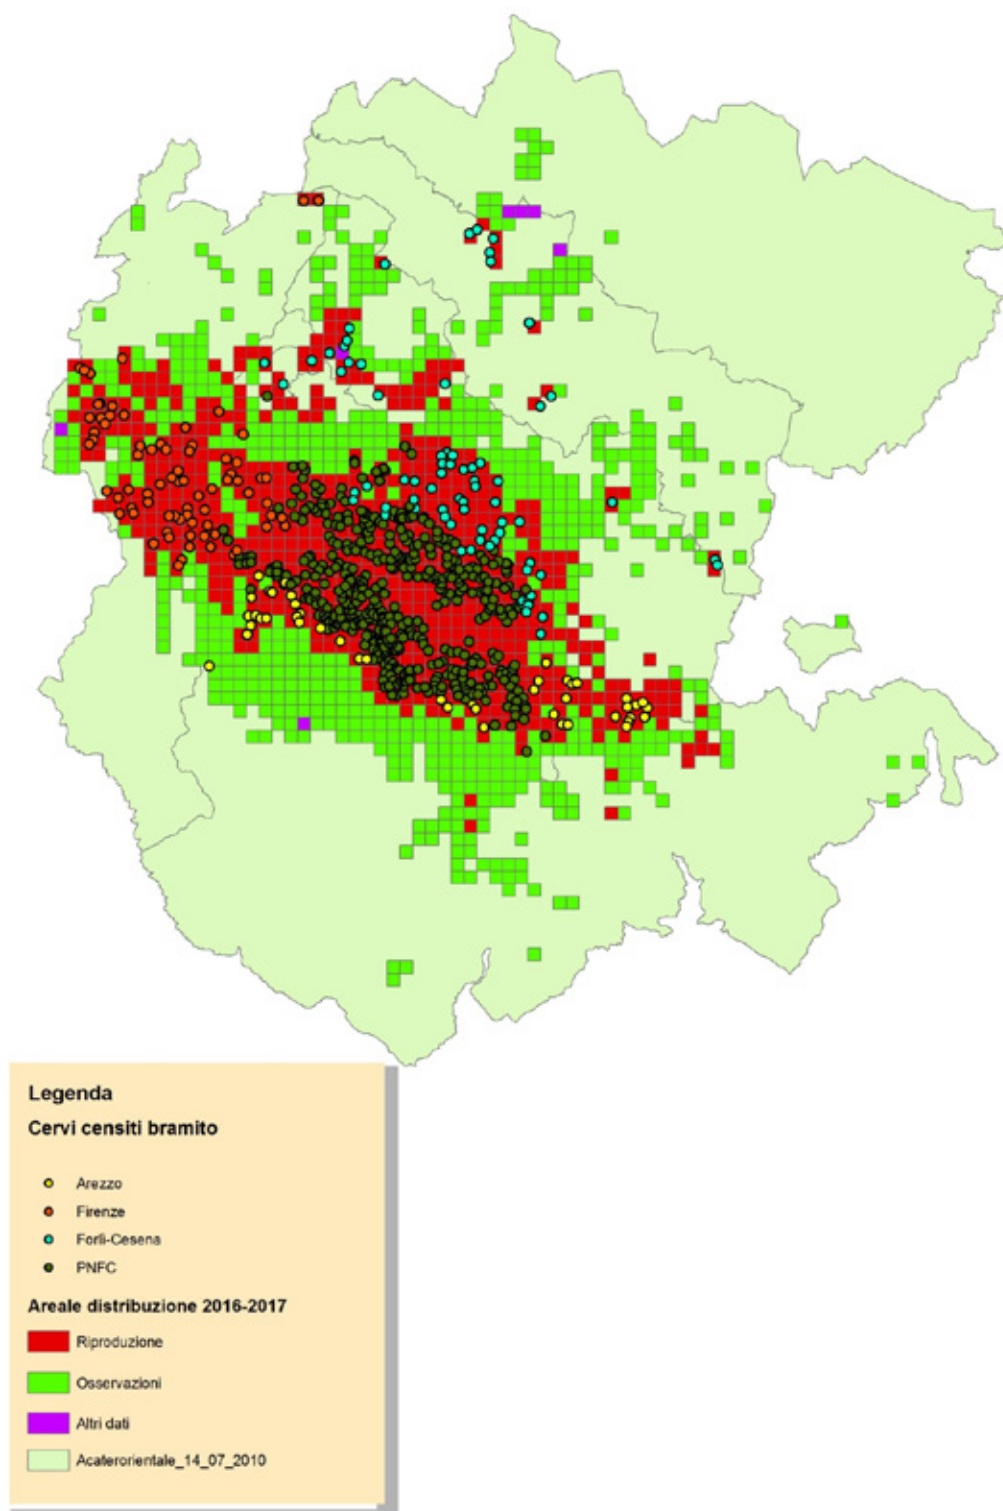 Legenda
Cervi censiti bramito
Arezzo
Firenze
Forlì-Cesena
PNFC
Areale distribuzione 2016-2017
Riproduzione
Osservazioni
Altri dati
Acaterorientale_14_07_2010